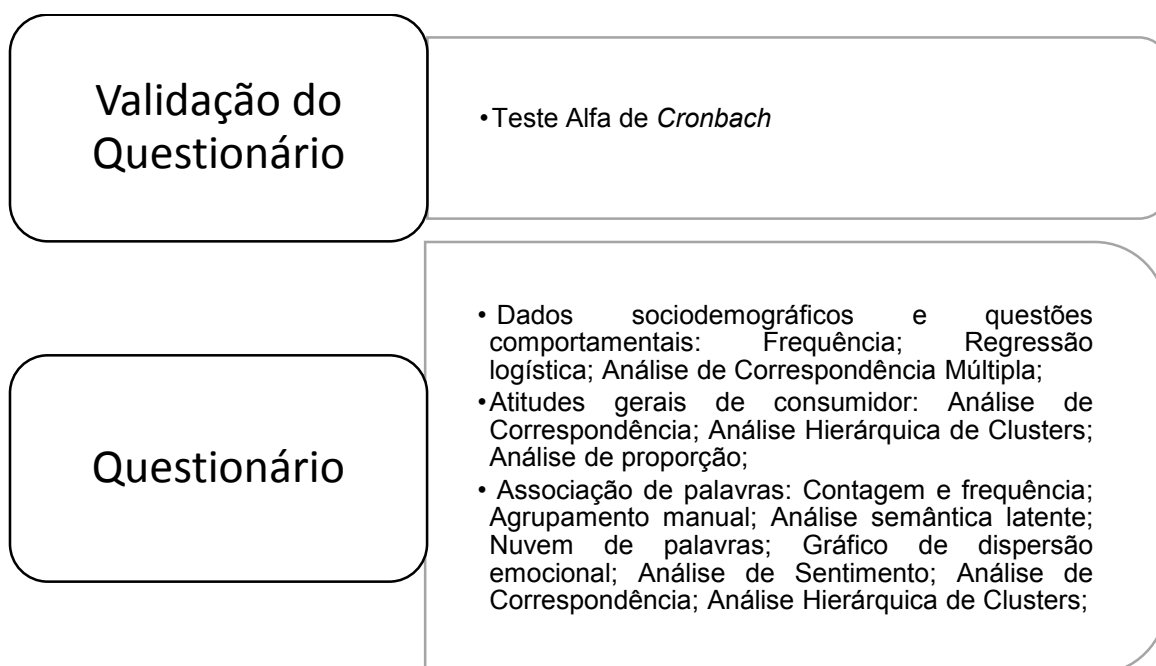 Validação do
Questionário
•Teste Alfa de Cronbach
Questionário
• Dados sociodemográficos e questões
comportamentais: Frequência; Regressão
logística; Análise de Correspondência Múltipla;
•Atitudes gerais de consumidor: Análise de
Correspondência; Análise Hierárquica de Clusters;
Análise de proporção;
• Associação de palavras: Contagem e frequência;
Agrupamento manual; Análise semântica latente;
Nuvem de palavras; Gráfico de dispersão
emocional; Análise de Sentimento; Análise de
Correspondência; Análise Hierárquica de Clusters;